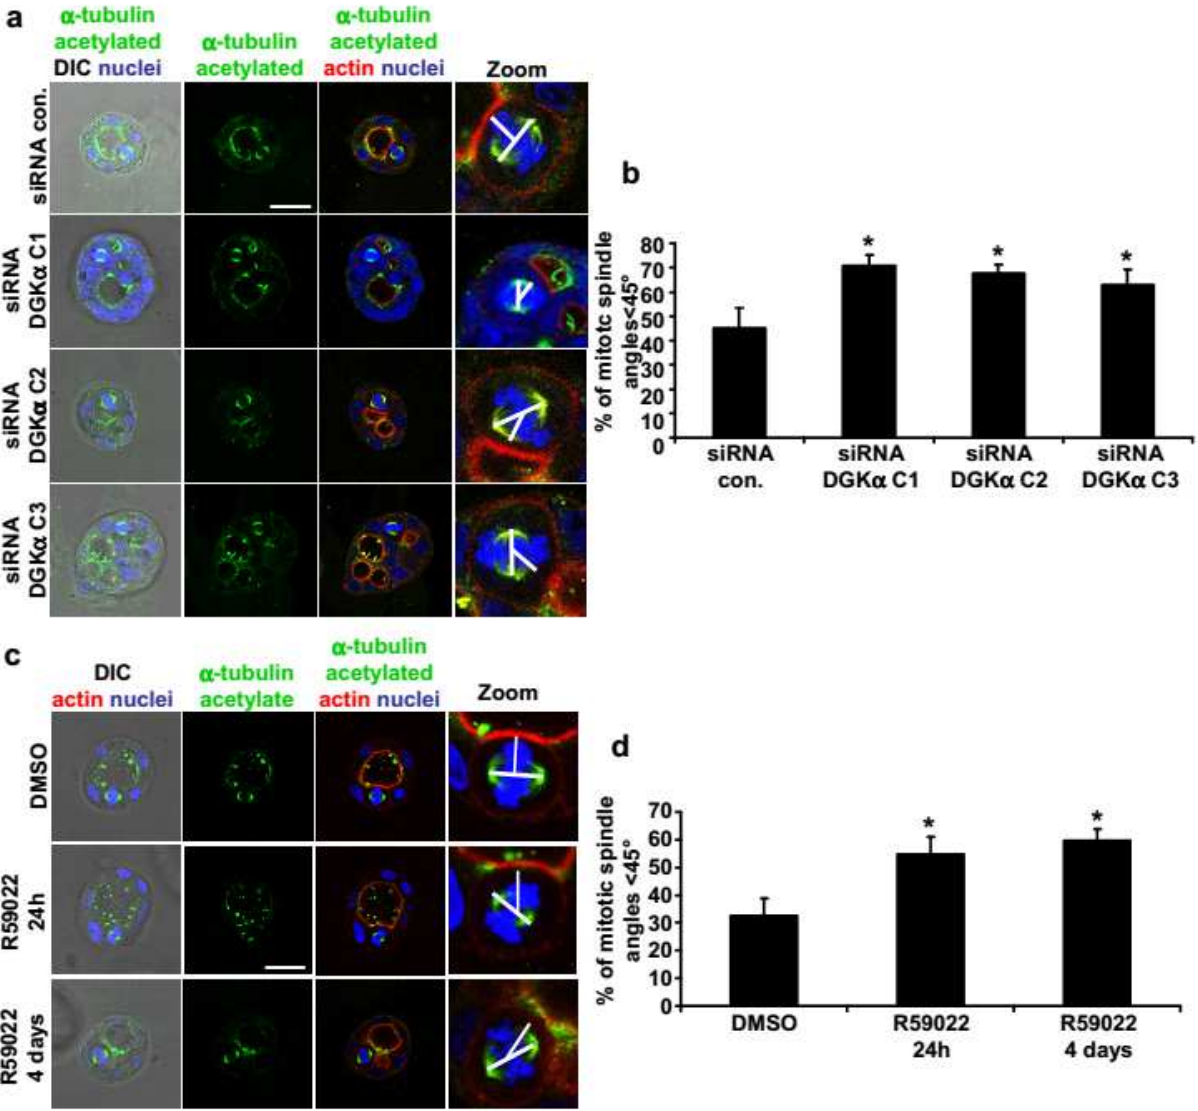 a
α-tubulin
acetylated
DIC nuclei
α-tubulin
acetylated
α-tubulin
acetylated
actin nuclei
Zoom
siRNA con.
siRNA
DGKα C1
siRNA
DGKα C2
siRNA
DGKα C3
b
% of mitotc spindle
angles<45°
80
70
60
50
40
30
20
10
0
*
*
*
siRNA
con.
siRNA
DGKα C1
siRNA
DGKα C2
siRNA
DGKα C3
c
DIC
actin nuclei
α-tubulin
acetylate
α-tubulin
acetylated
actin nuclei
Zoom
DMSO
R59022
24h
R59022
4 days
d
% of mitotic spindle
angles <45°
70
60
50
40
30
20
10
0
*
*
DMSO
R59022
24h
R59022
4 days